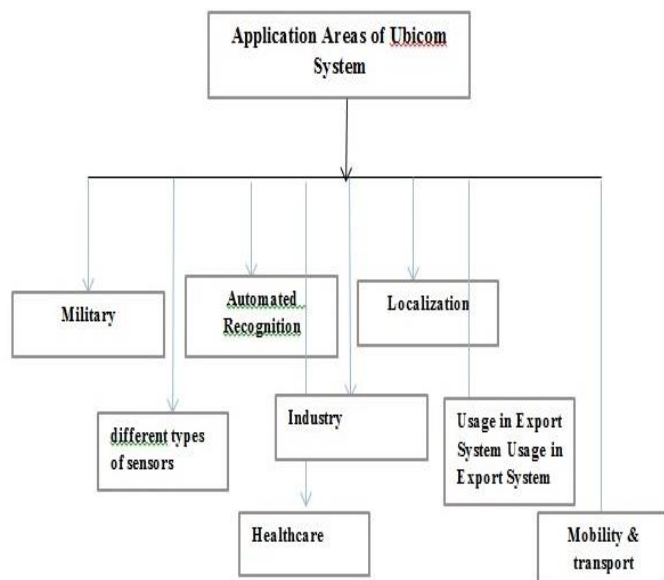 Application Areas of Ubicom
System
Military
Automated
Recognition
Localization
different types
of sensors
Industry
Usage in Export
System Usage in
Export System
Healthcare
Mobility &
transport